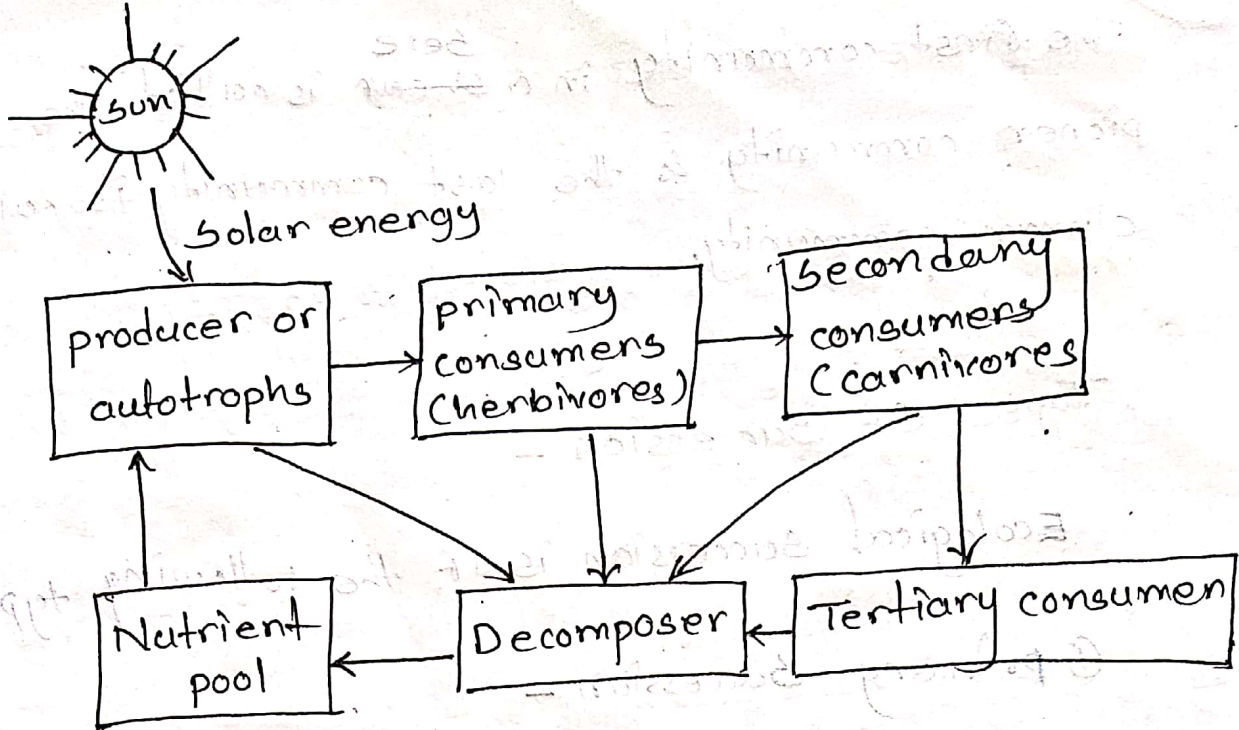 Sun
Solar energy
producer or
autotrophs
primary
consumers
(herbivores)
Secondary
consumers
(carnivores
Nutrient
pool
Decomposer
Tertiary consumer